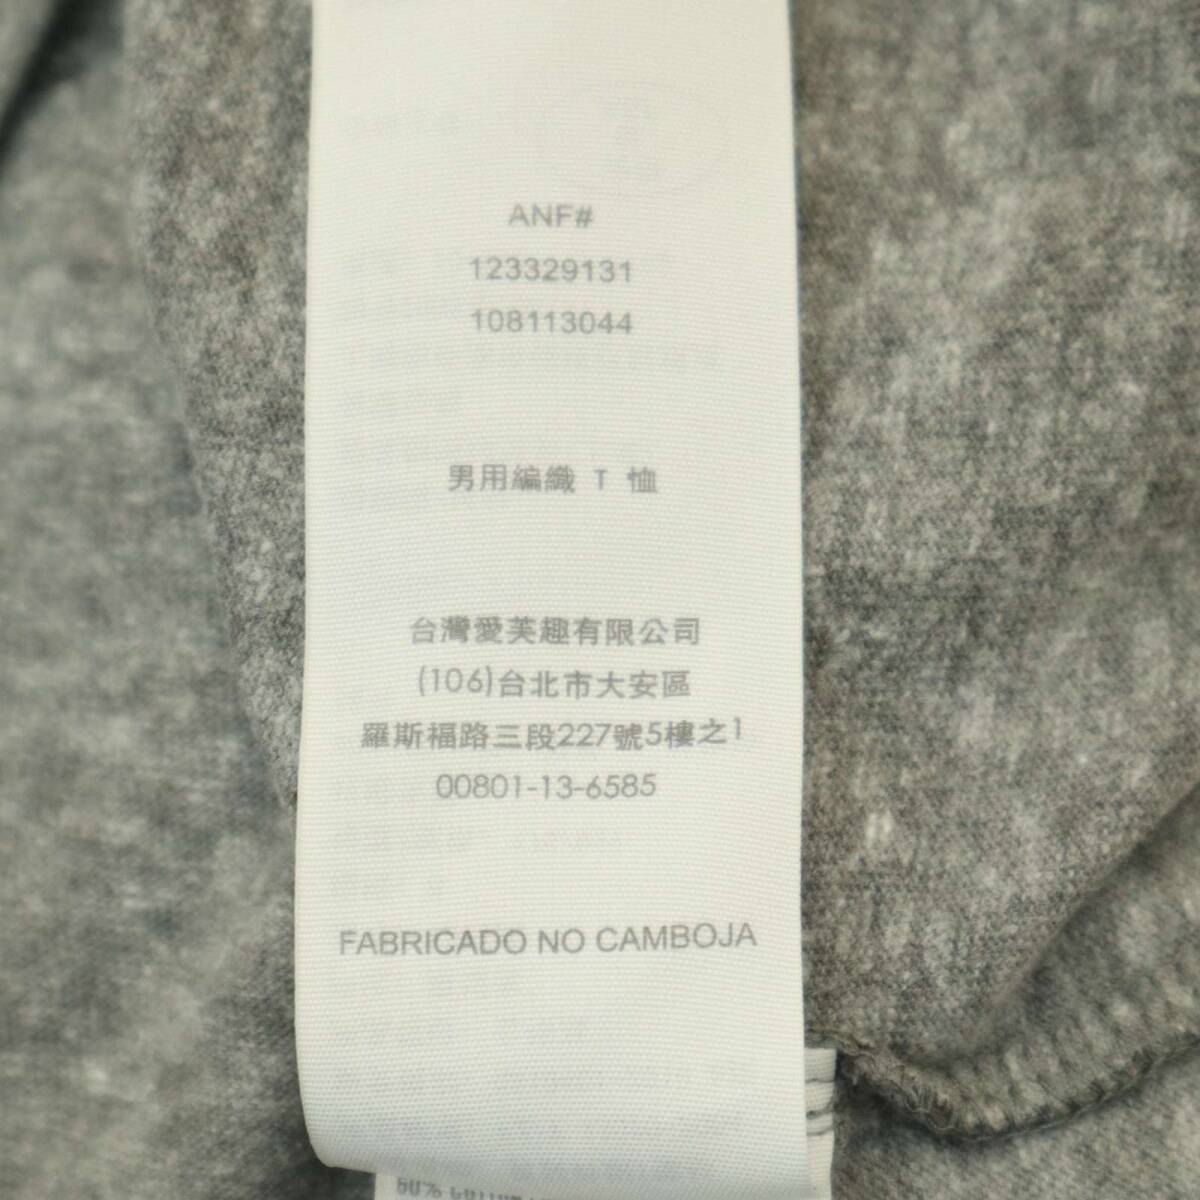 ANF#
123329131
108113044
男用編織 T 恤
台灣愛芙趣有限公司
(106)台北市大安區
羅斯福路三段227號5樓之1
00801-13-6585
FABRICADO NO CAMBOJA
60% COTTON